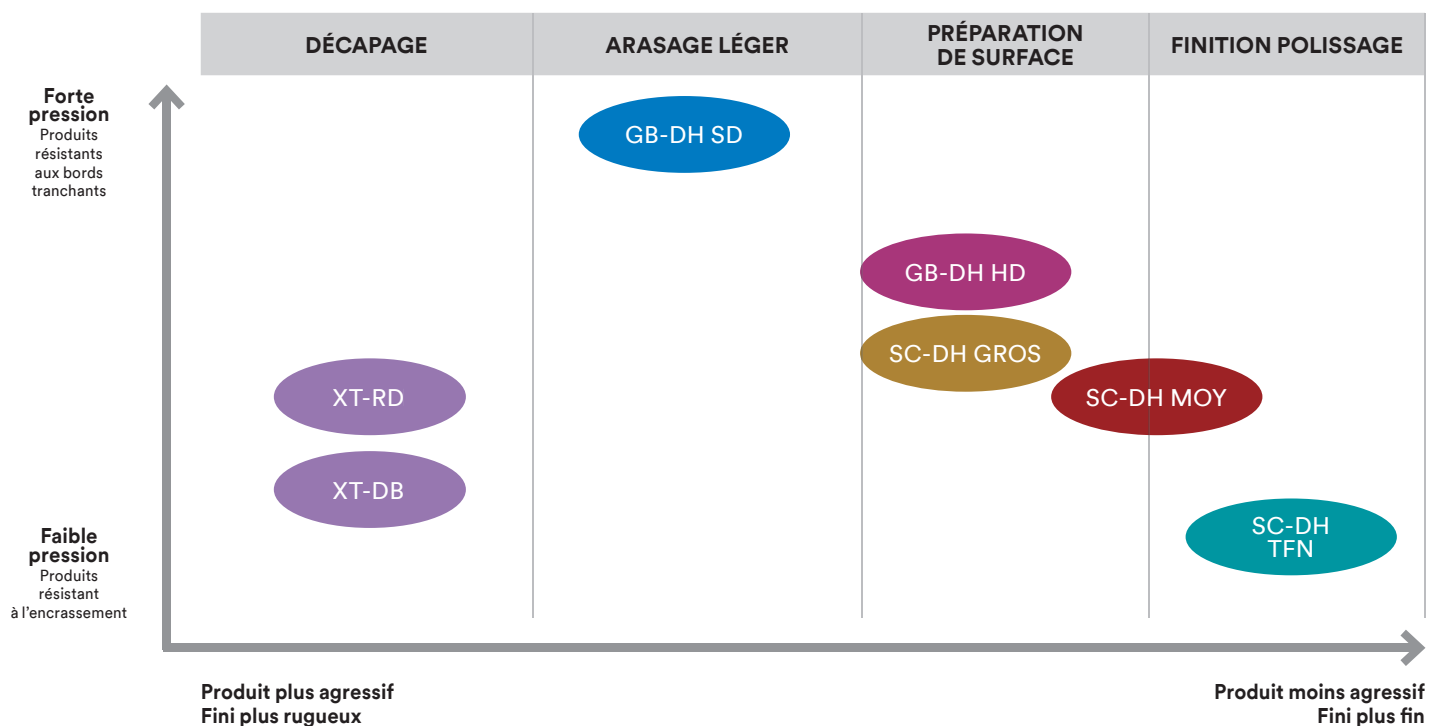 DÉCAPAGE
ARASAGE LÉGER
PRÉPARATION
DE SURFACE
FINITION POLISSAGE
Forte
pression
Produits
résistants
aux bords
tranchants
GB-DH SD
GB-DH HD
SC-DH GROS
XT-RD
SC-DH MOY
XT-DB
SC-DH
TFN
Faible
pression
Produits
résistant
à l'encrassement
Produit plus agressif
Fini plus rugueux
Produit moins agressif
Fini plus fin